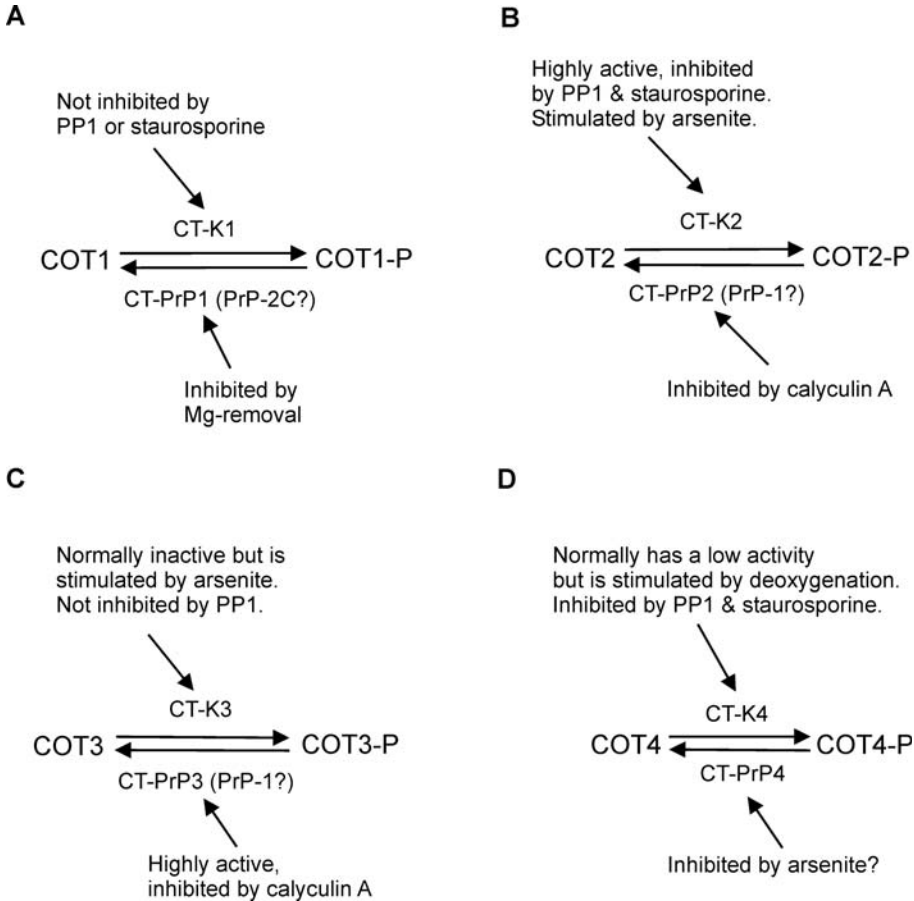 A
Not inhibited by
PP1 or staurosporine
CT-K1
COT1
COT1-P
CT-PrP1 (PrP-2C?)
Inhibited by
Mg-removal
B
Highly active, inhibited
by PP1 & staurosporine.
Stimulated by arsenite.
CT-K2
COT2
COT2-P
CT-PrP2 (PrP-1?)
Inhibited by calyculin A
C
Normally inactive but is
stimulated by arsenite.
Not inhibited by PP1.
CT-K3
COT3
COT3-P
CT-PrP3 (PrP-1?)
Highly active,
inhibited by calyculin A
D
Normally has a low activity
but is stimulated by deoxygenation.
Inhibited by PP1 & staurosporine.
CT-K4
COT4
COT4-P
CT-PrP4
Inhibited by arsenite?